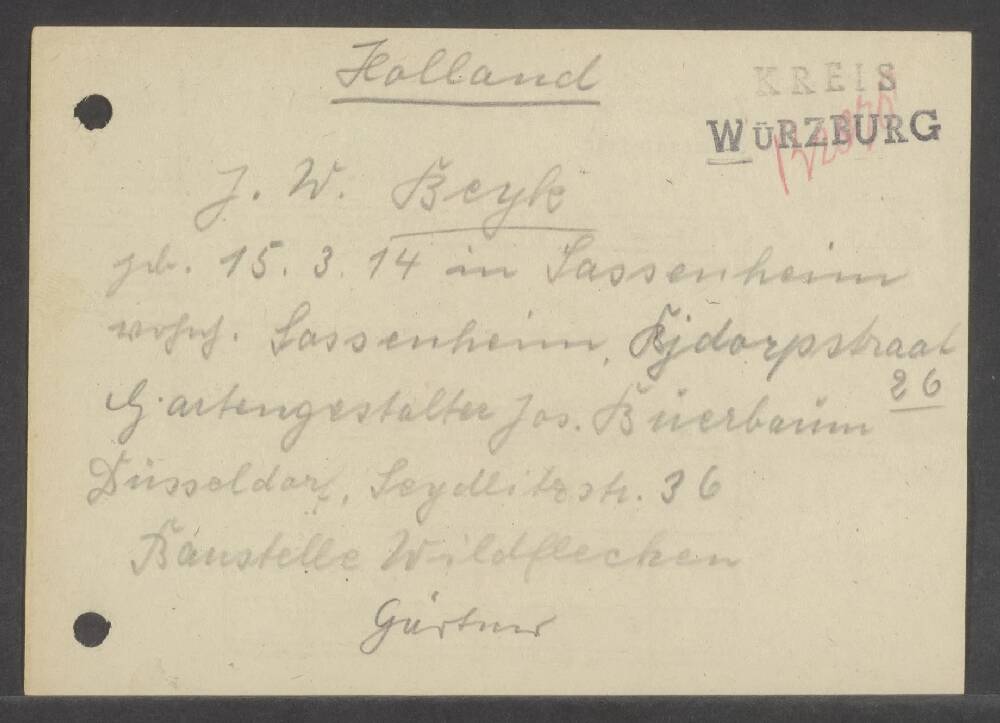 Holland
KREIS
WÜRZBURG
J. W. Beyk
geb. 15. 3. 14 in Sassenheim
wohnh. Sassenheim, Rijdorpstraat
26
Gartengestalter Jos. Buerbaum
Düsseldorf, Seydlitzstr. 36
Baustelle Wildflecken
Gärtner